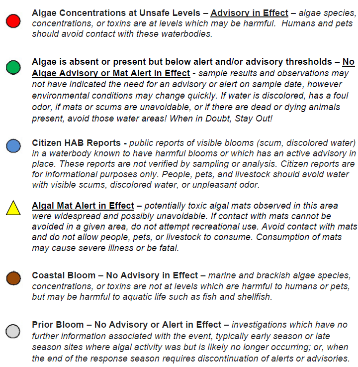 Algae Concentrations at Unsafe Levels – Advisory in Effect – algae species,
concentrations, or toxins are at levels which may be harmful. Humans and pets
should avoid contact with these waterbodies.
Algae is absent or present but below alert and/or advisory thresholds – No
Algae Advisory or Mat Alert in Effect - sample results and observations may
not have indicated the need for an advisory or alert on sample date, however
environmental conditions may change quickly. If water is discolored, has a foul
odor, if mats or scums are unavoidable, or if there are dead or dying animals
present, avoid those water areas! When in Doubt, Stay Out!
Citizen HAB Reports - public reports of visible blooms (scum, discolored water)
in a waterbody known to have harmful blooms or which has an active advisory in
place. These reports are not verified by sampling or analysis. Citizen reports are
for informational purposes only. People, pets, and livestock should avoid water
with visible scums, discolored water, or unpleasant odor.
Algal Mat Alert in Effect – potentially toxic algal mats observed in this area
were widespread and possibly unavoidable. If contact with mats cannot be
avoided in a given area, do not attempt recreational use. Avoid contact with mats
and do not allow people, pets, or livestock to consume. Consumption of mats
may cause severe illness or be fatal.
Coastal Bloom – No Advisory in Effect – marine and brackish algae species,
concentrations, or toxins are not at levels which are harmful to humans or pets,
but may be harmful to aquatic life such as fish and shellfish.
Prior Bloom – No Advisory or Alert in Effect – investigations which have no
further information associated with the event, typically early season or late
season sites where algal activity was but is likely no longer occurring; or, when
the end of the response season requires discontinuation of alerts or advisories.